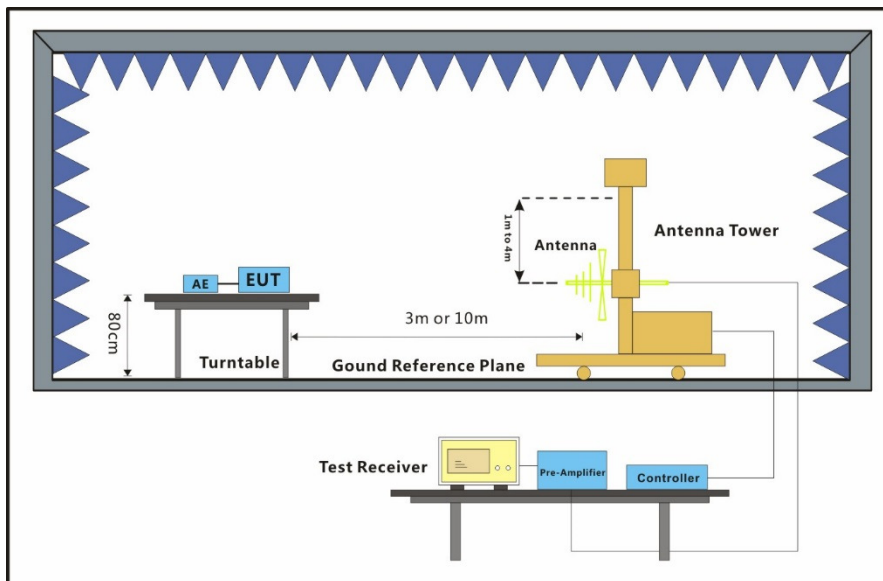 1m to 4m
Antenna
Antenna Tower
AE
EUT
80cm
3m or 10m
Turntable
Gound Reference Plane
Test Receiver
Pre-Amplifier
Controller